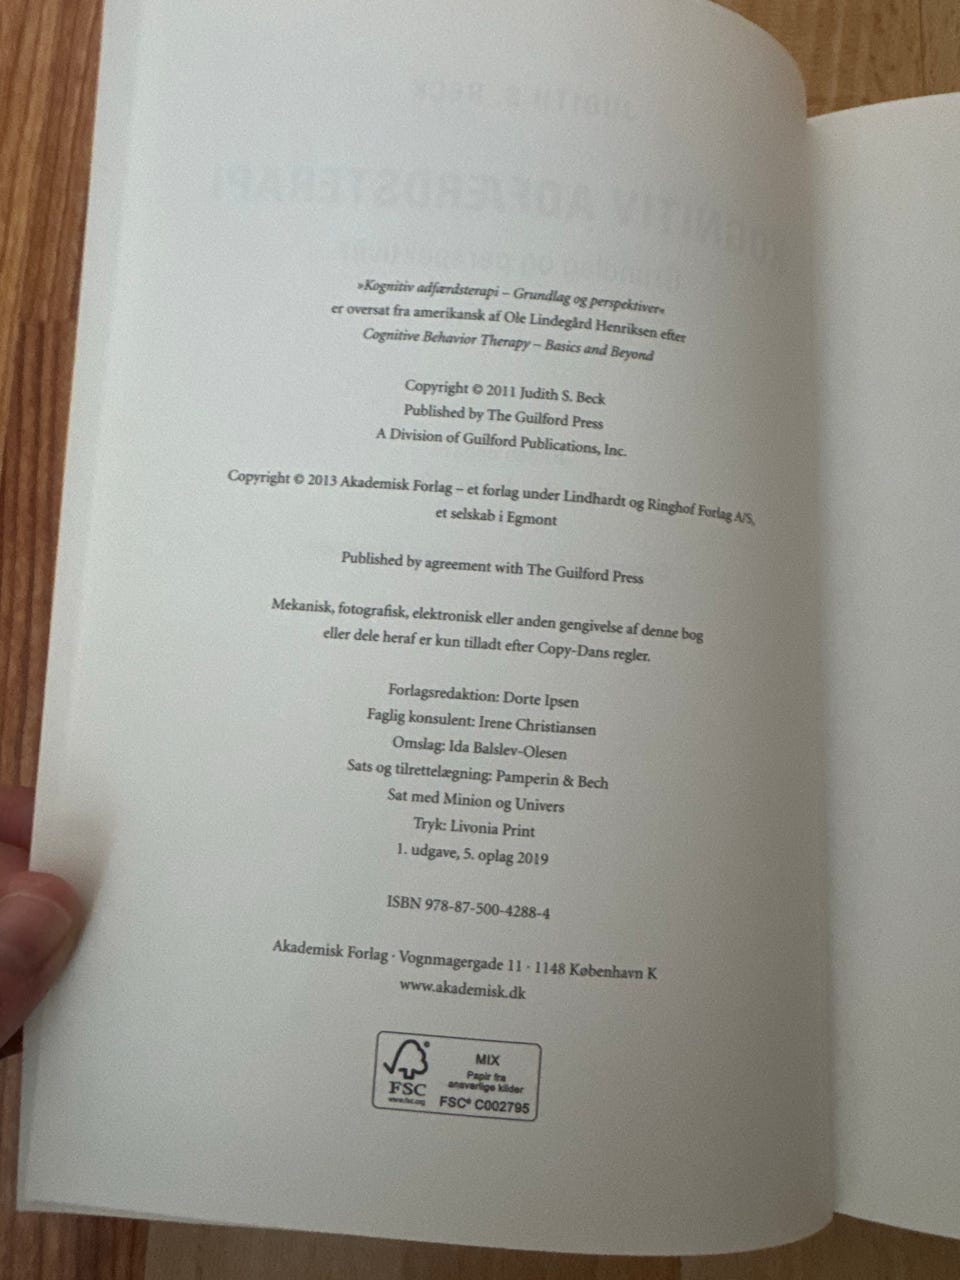 »Kognitiv adfærdsterapi – Grundlag og perspektiver«
er oversat fra amerikansk af Ole Lindegård Henriksen efter
Cognitive Behavior Therapy – Basics and Beyond
Copyright © 2011 Judith S. Beck
Published by The Guilford Press
A Division of Guilford Publications, Inc.
Copyright © 2013 Akademisk Forlag – et forlag under Lindhardt og Ringhof Forlag A/S,
et selskab i Egmont
Published by agreement with The Guilford Press
Mekanisk, fotografisk, elektronisk eller anden gengivelse af denne bog
eller dele heraf er kun tilladt efter Copy-Dans regler.
Forlagsredaktion: Dorte Ipsen
Faglig konsulent: Irene Christiansen
Omslag: Ida Balslev-Olesen
Sats og tilrettelægning: Pamperin & Bech
Sat med Minion og Univers
Tryk: Livonia Print
1. udgave, 5. oplag 2019
ISBN 978-87-500-4288-4
Akademisk Forlag · Vognmagergade 11 · 1148 København K
www.akademisk.dk
FSC
www.fsc.org
MIX
Papir fra
ansvarlige kilder
FSC® C002795